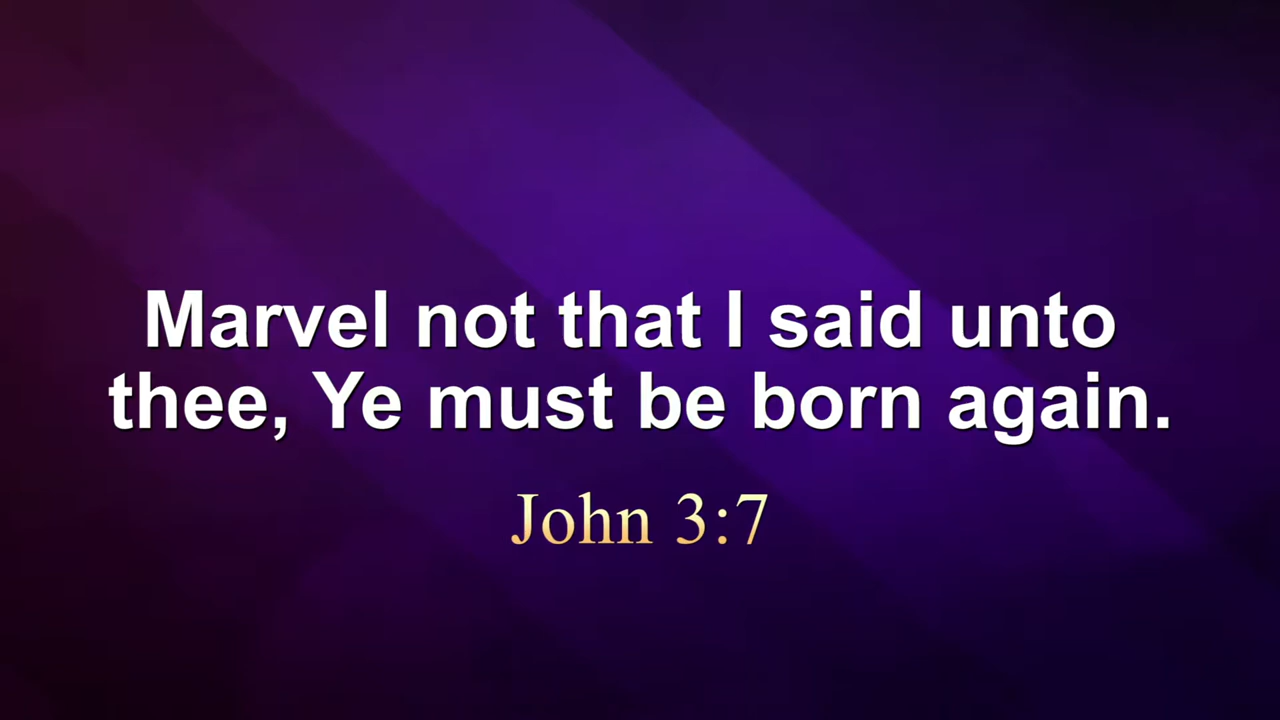 Marvel not that I said unto
thee, Ye must be born again.
John 3:7